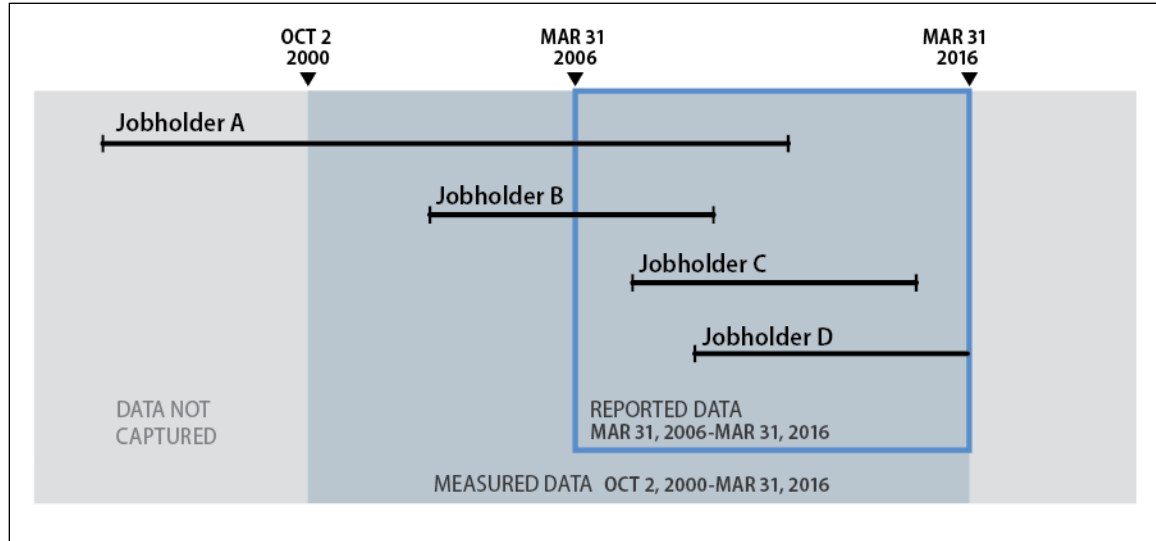 OCT 2
2000
MAR 31
2006
MAR 31
2016
Jobholder A
Jobholder B
Jobholder C
Jobholder D
DATA NOT
CAPTURED
REPORTED DATA
MAR 31, 2006-MAR 31, 2016
MEASURED DATA OCT 2, 2000-MAR 31, 2016